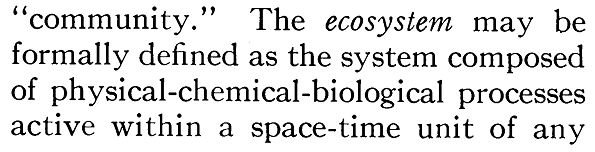 “community.” The ecosystem may be
formally defined as the system composed
of physical-chemical-biological processes
active within a space-time unit of any